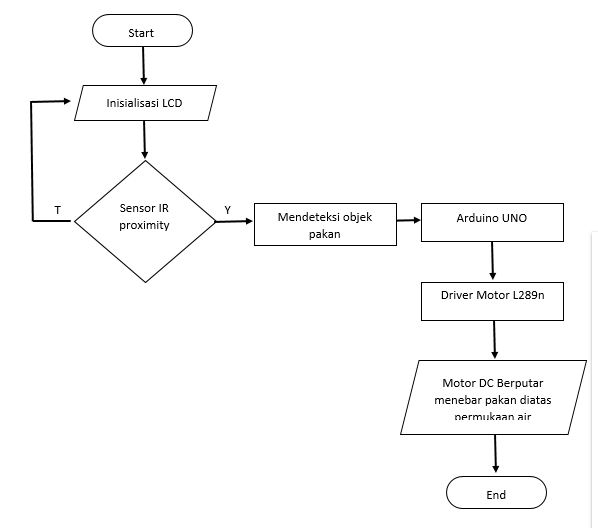 Start
Inisialisasi LCD
Sensor IR
proximity
T
Y
Mendeteksi objek
pakan
Arduino UNO
Driver Motor L289n
Motor DC Berputar
menebar pakan diatas
permukaan air
End